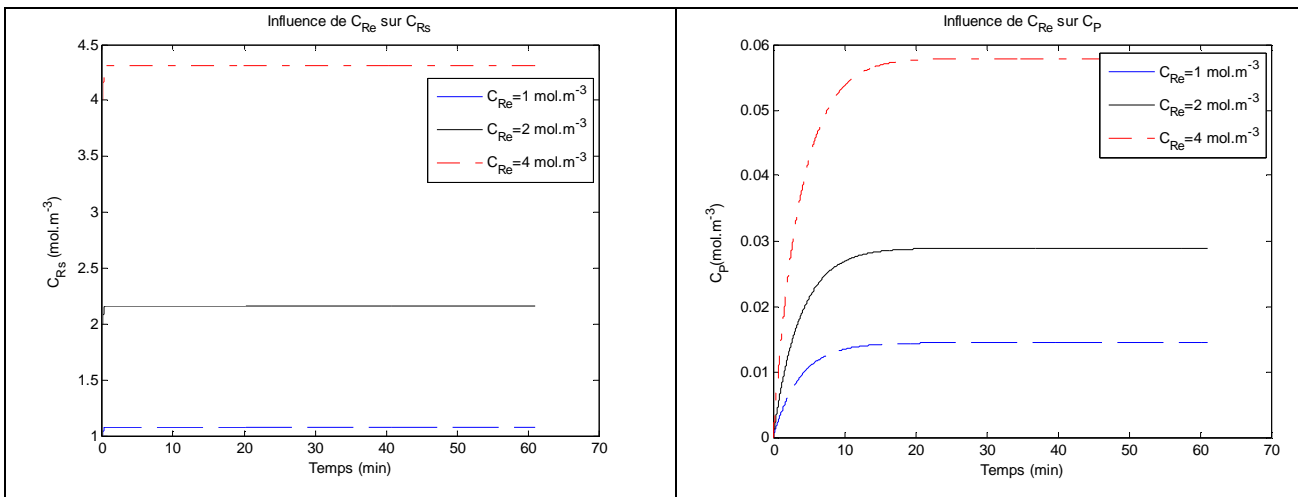 Influence de C_Re sur C_Rs
4.5
4
3.5
3
2.5
2
1.5
1
C_Rs (mol.m^-3)
C_Re=1 mol.m^-3
C_Re=2 mol.m^-3
C_Re=4 mol.m^-3
0 10 20 30 40 50 60 70
Temps (min)
Influence de C_Re sur C_P
0.06
0.05
0.04
0.03
0.02
0.01
0
C_P(mol.m^-3)
C_Re=1 mol.m^-3
C_Re=2 mol.m^-3
C_Re=4 mol.m^-3
0 10 20 30 40 50 60 70
Temps (min)